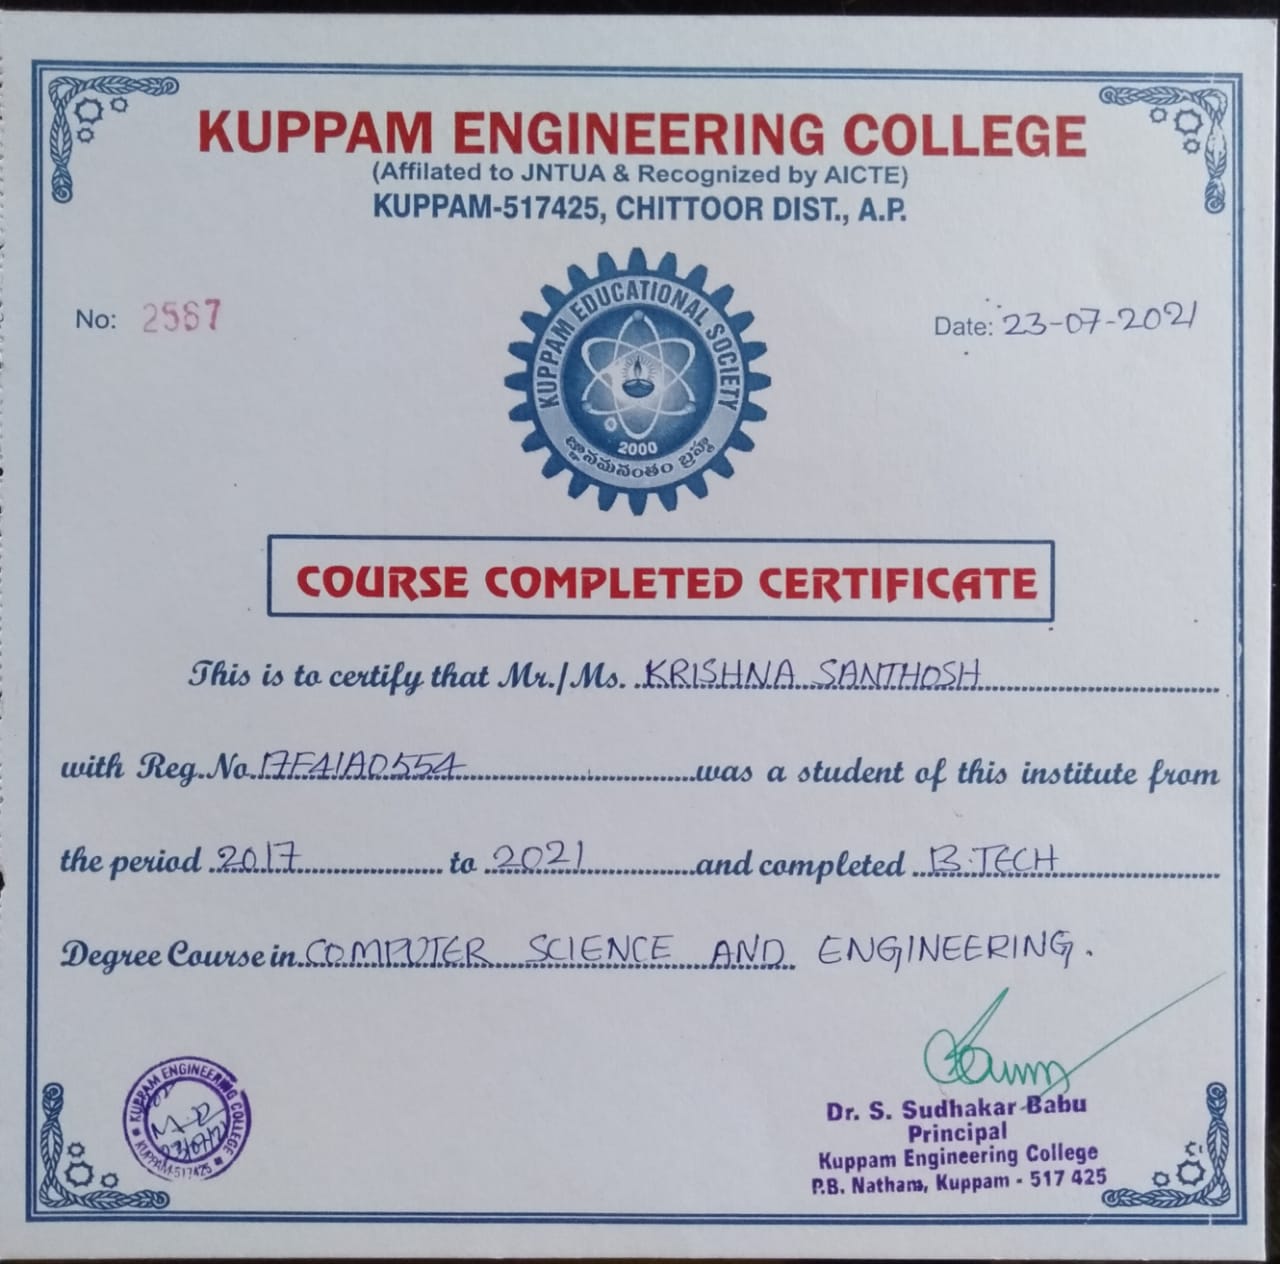 KUPPAM ENGINEERING COLLEGE
(Affilated to JNTUA & Recognized by AICTE)
KUPPAM-517425, CHITTOOR DIST., A.P.
No: 2567
Date: 23-07-2021
KUPPAM EDUCATIONAL SOCIETY
2000
జ్ఞానమనంతం బ్రహ్మ
COURSE COMPLETED CERTIFICATE
This is to certify that Mr./Ms. KRISHNA SANTHOSH
with Reg.No. 17F41A0554 was a student of this institute from
the period 2017 to 2021 and completed B.TECH
Degree Course in COMPUTER SCIENCE AND ENGINEERING.
KUPPAM ENGINEERING COLLEGE
KUPPAM-517425
Dr. S. Sudhakar Babu
Principal
Kuppam Engineering College
P.B. Natham, Kuppam - 517 425